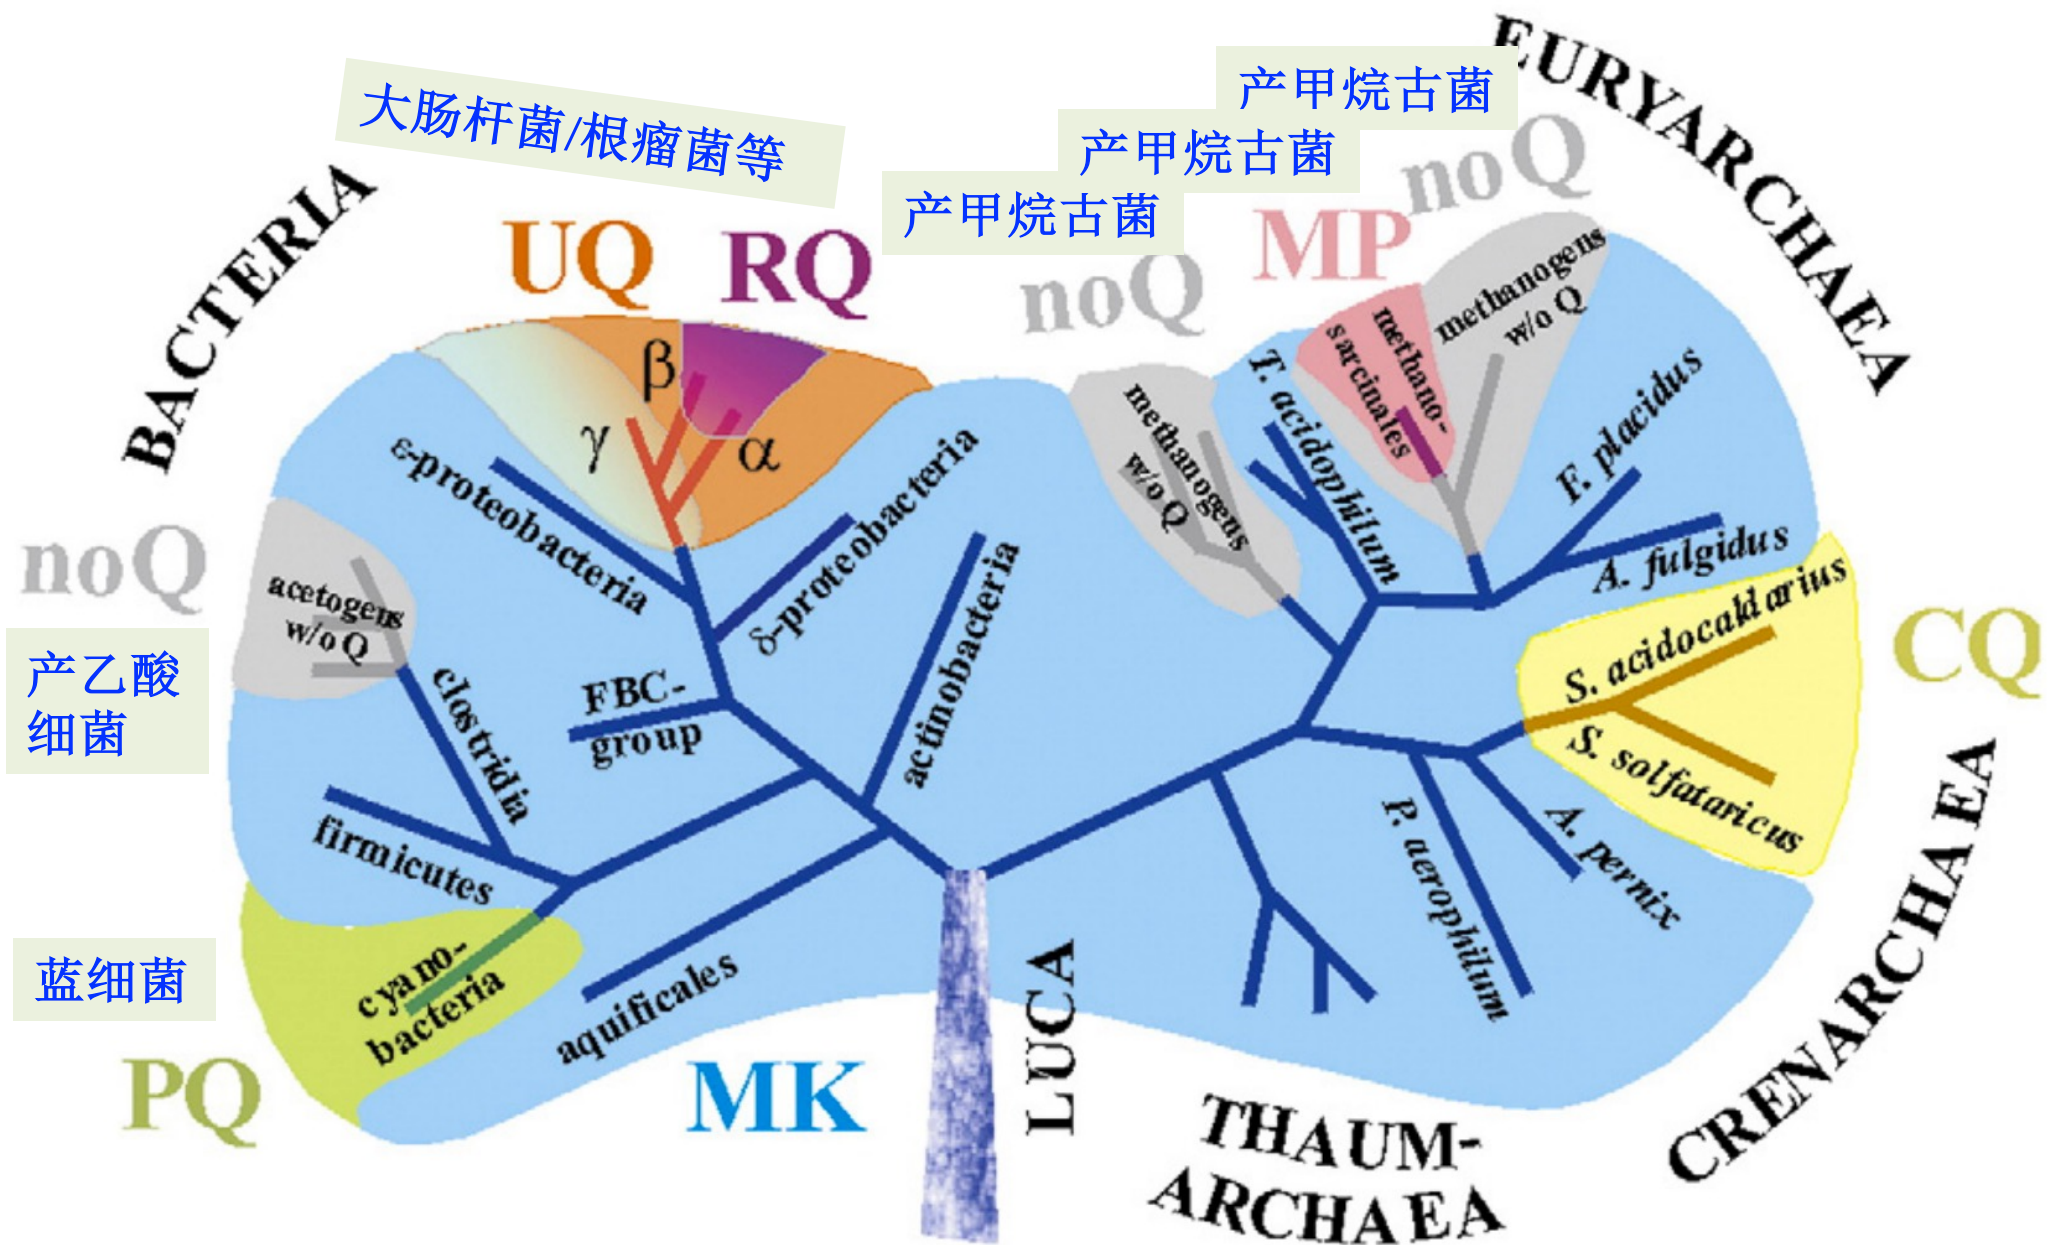 产甲烷古菌
EURYARCHAEA
大肠杆菌/根瘤菌等
产甲烷古菌
noQ
产甲烷古菌
BACTERIA
UQ
RQ
noQ
MP
methanogens
w/o Q
methano-
sarcinales
β
γ
α
T. acidophilum
methanogens
w/o Q
F. placidus
A. fulgidus
ε-proteobacteria
δ-proteobacteria
noQ
acetogens
w/o Q
产乙酸
细菌
clostridia
FBC-
group
actinobacteria
firmicutes
S. acidocaldarius
S. solfataricus
CQ
P. aerophilum
A. pernix
CRENARCHAEA
蓝细菌
cyano-
bacteria
aquificales
PQ
MK
LUCA
THAUM-
ARCHAEA